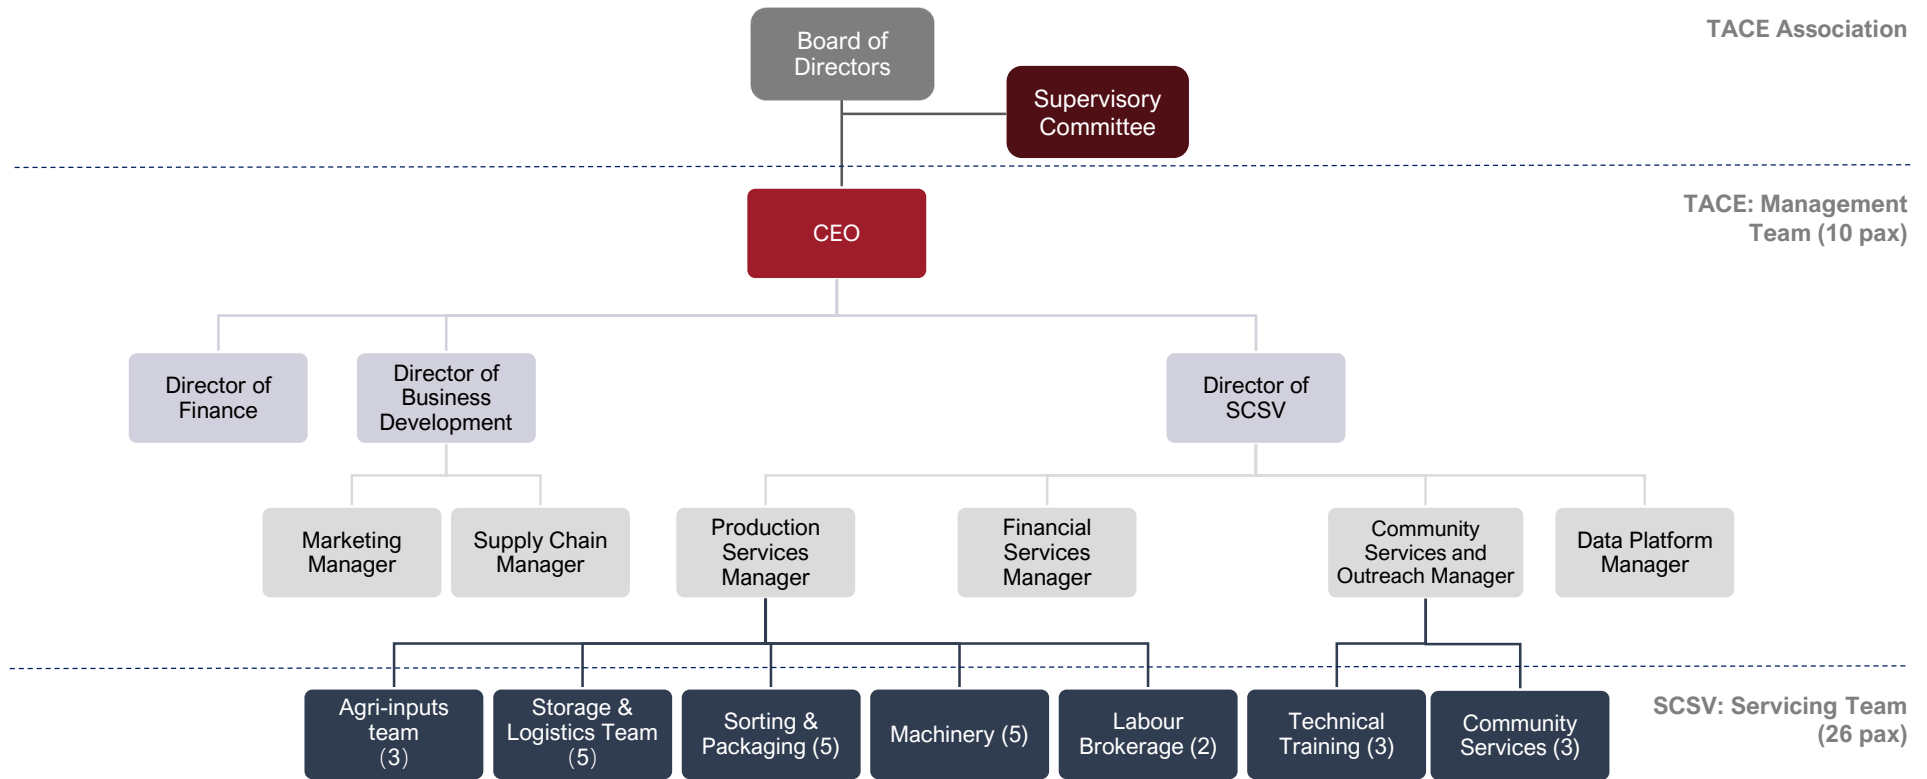 TACE Association
Board of
Directors
Supervisory
Committee
TACE: Management
Team (10 pax)
CEO
Director of
Finance
Director of
Business
Development
Director of
SCSV
Marketing
Manager
Supply Chain
Manager
Production
Services
Manager
Financial
Services
Manager
Community
Services and
Outreach Manager
Data Platform
Manager
SCSV: Servicing Team
(26 pax)
Agri-inputs
team
(3)
Storage &
Logistics Team
(5)
Sorting &
Packaging (5)
Machinery (5)
Labour
Brokerage (2)
Technical
Training (3)
Community
Services (3)